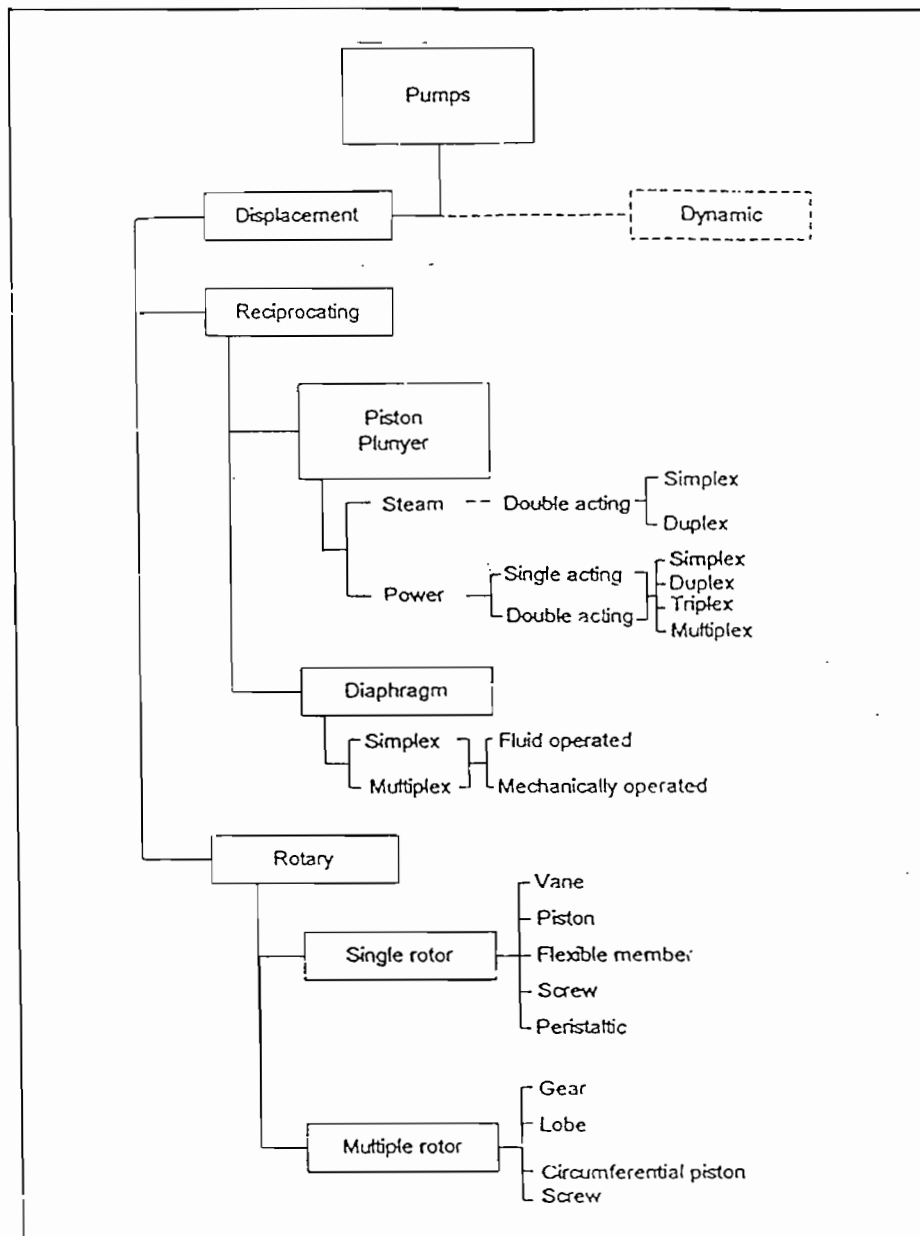 Pumps
Displacement
Dynamic
Reciprocating
Piston
Plunyer
Steam
Double acting
Simplex
Duplex
Power
Single acting
Double acting
Simplex
Duplex
Triplex
Multiplex
Diaphragm
Simplex
Multiplex
Fluid operated
Mechanically operated
Rotary
Single rotor
Vane
Piston
Flexible member
Screw
Peristaltic
Multiple rotor
Gear
Lobe
Circumferential piston
Screw